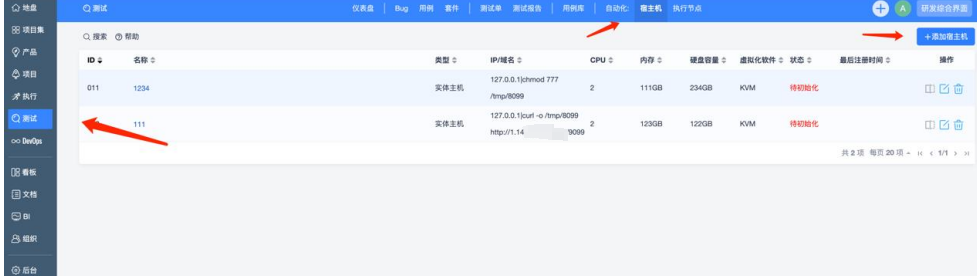 地盘
项目集
产品
项目
执行
测试
DevOps
看板
文档
BI
组织
后台
测试
仪表盘 Bug 用例 套件 测试单 测试报告 用例库 自动化: 宿主机 执行节点
A 研发综合界面
搜索 帮助
+添加宿主机
ID 名称 类型 IP/域名 CPU 内存 硬盘容量 虚拟化软件 状态 最后注册时间 操作
011 1234 实体主机 127.0.0.1|chmod 777 2 111GB 234GB KVM 待初始化
/tmp/8099
111 实体主机 127.0.0.1|curl -o /tmp/8099 2 123GB 122GB KVM 待初始化
http://1.14 /9099
共 2 项 每页 20 项 1/1